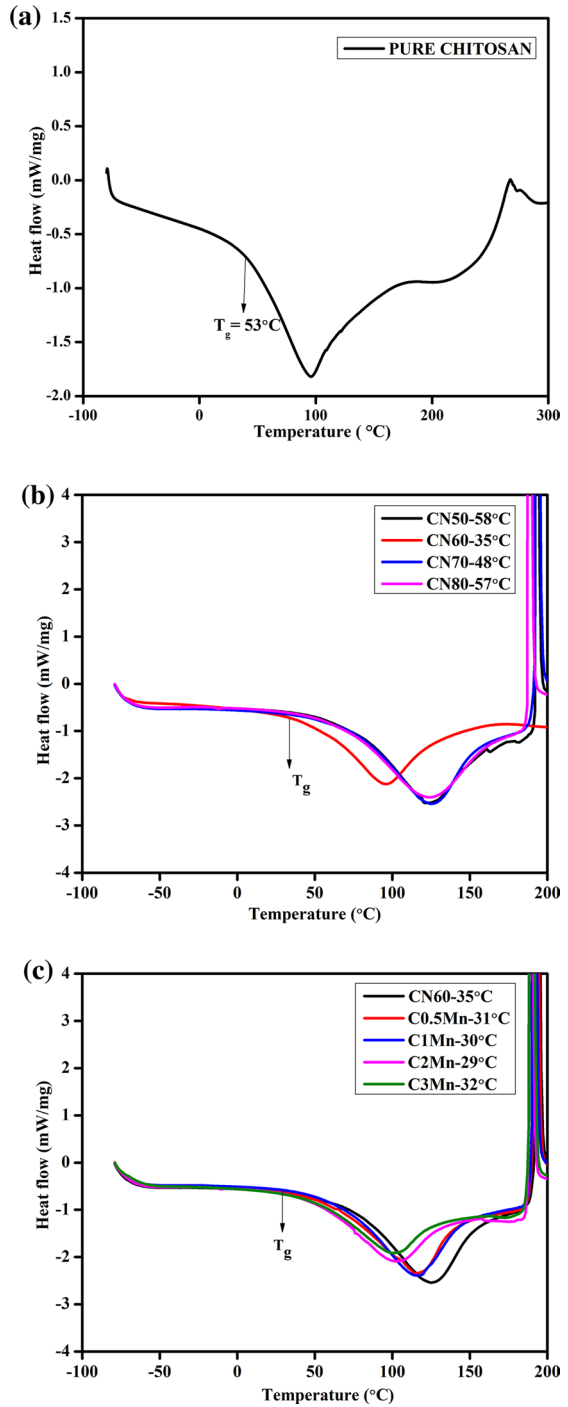 (a)
PURE CHITOSAN
1.5
1.0
0.5
0.0
-0.5
-1.0
-1.5
-2.0
Heat flow (mW/mg)
Tg= 53°C
-100 0 100 200 300
Temperature ( °C)
(b)
CN50-58°C
CN60-35°C
CN70-48°C
CN80-57°C
4
3
2
1
0
-1
-2
-3
-4
Heat flow (mW/mg)
Tg
-100 -50 0 50 100 150 200
Temperature (°C)
(c)
CN60-35°C
C0.5Mn-31°C
C1Mn-30°C
C2Mn-29°C
C3Mn-32°C
4
3
2
1
0
-1
-2
-3
-4
Heat flow (mW/mg)
Tg
-100 -50 0 50 100 150 200
Temperature (°C)